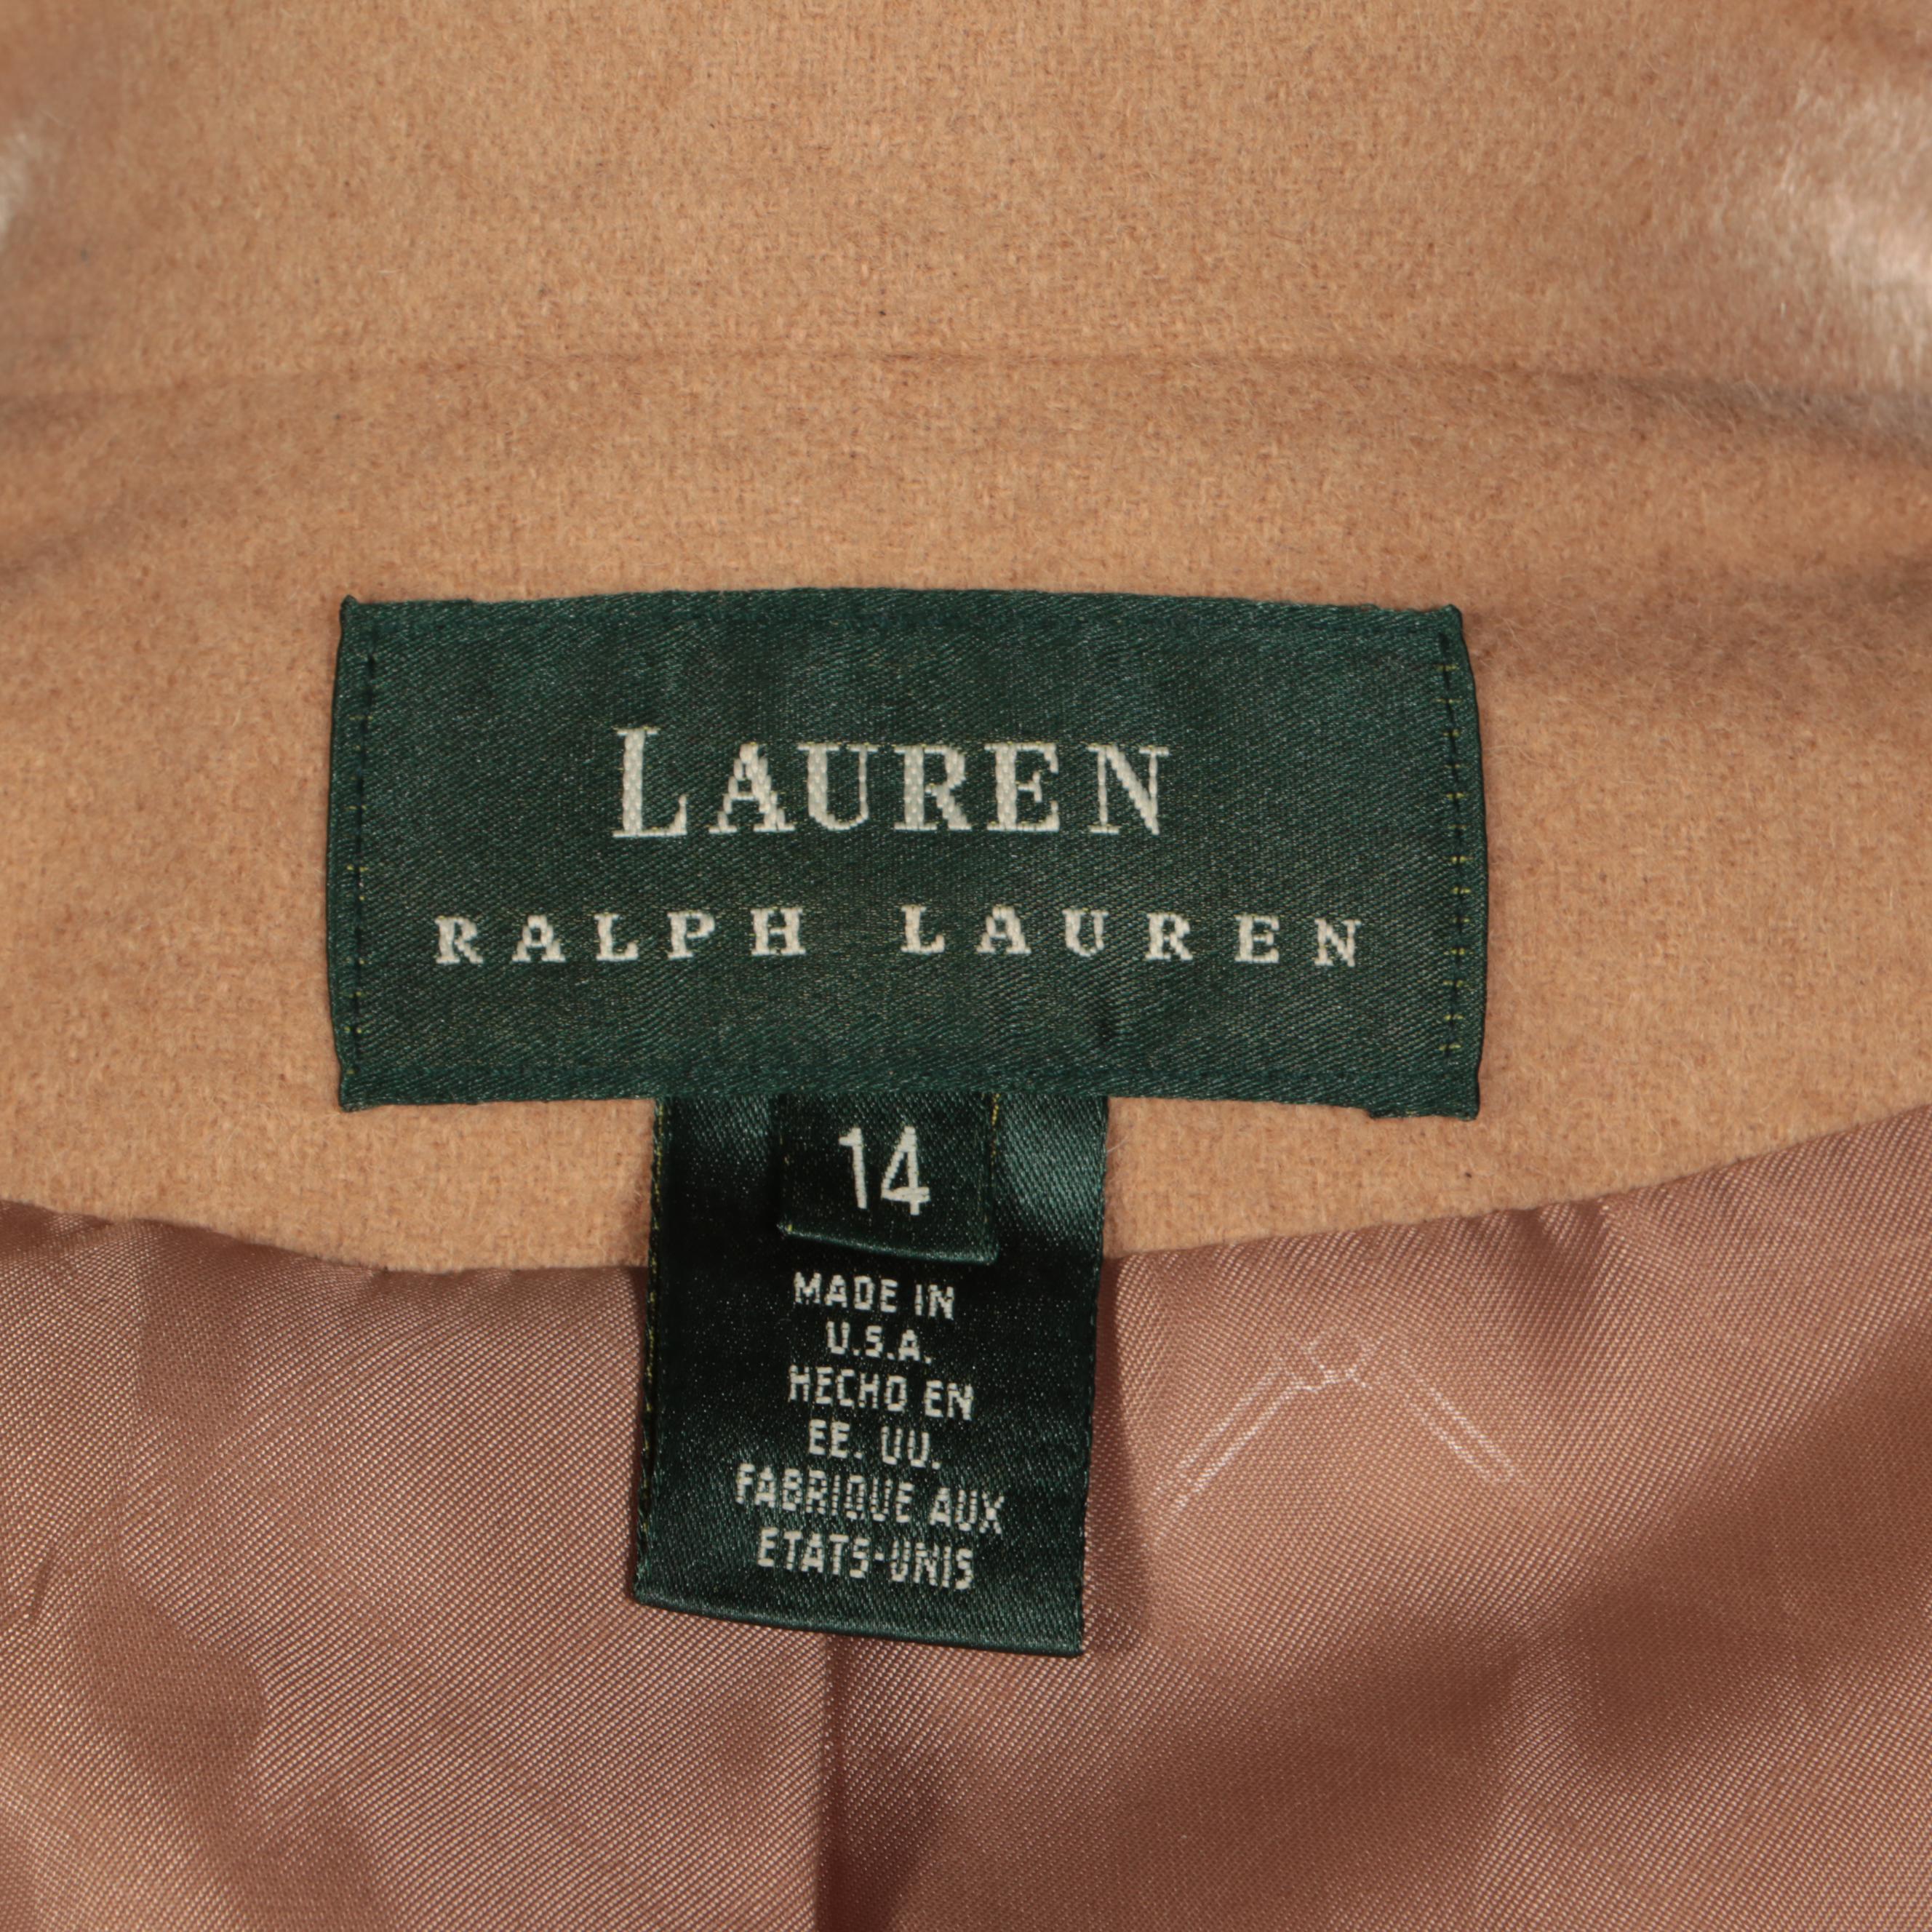 LAUREN
RALPH LAUREN
14
MADE IN
U.S.A.
HECHO EN
EE. UU.
FABRIQUE AUX
ETATS-UNIS